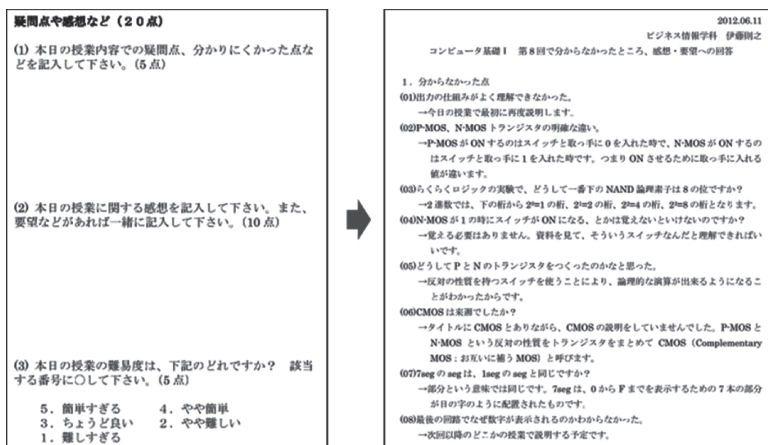 疑問点や感想など(20点)
(1) 本日の授業内容での疑問点、分かりにくかった点な
どを記入して下さい。(5点)
(2) 本日の授業に関する感想を記入して下さい。また、
要望などがあれば一緒に記入して下さい。(10点)
(3) 本日の授業の難易度は、下記のどれですか? 該当
する番号に○して下さい。(5点)
5．簡単すぎる 4．やや簡単
3．ちょうど良い 2．やや難しい
1．難しすぎる
2012.06.11
ビジネス情報学科 伊藤則之
コンピュータ基礎Ⅰ 第8回で分からなかったところ、感想・要望への回答
1．分からなかった点
(01)出力の仕組みがよく理解できなかった。
→今日の授業で最初に再度説明します。
(02)P-MOS、N-MOSトランジスタの明確な違い。
→P-MOSがONするのはスイッチと取っ手に0を入れた時で、N-MOSがONするの
はスイッチと取っ手に1を入れた時です。つまりONさせるために取っ手に入れる
値が違います。
(03)らくらくロジックの実験で、どうして一番下のNAND論理素子は8の位ですか?
→2進数では、下の桁から2⁰=1の桁、2¹=2の桁、2²=4の桁、2³=8の桁となります。
(04)N-MOSが1の時にスイッチがONになる、とかは覚えないといけないのですか?
→覚える必要はありません。資料を見て、そういうスイッチなんだと理解できればい
いです。
(05)どうしてPとNのトランジスタをつくったのかなと思った。
→反対の性質を持つスイッチを使うことにより、論理的な演算が出来るようになるこ
とがわかったからです。
(06)CMOSは来週でしたか?
→タイトルにCMOSとありながら、CMOSの説明をしていませんでした。P-MOSと
N-MOSという反対の性質をトランジスタをまとめてCMOS(Complementary
MOS：お互いに補うMOS)と呼びます。
(07)7segのsegは、1segのsegと同じですか?
→部分という意味では同じです。7segは、0からFまでを表示するための7本の部分
が日の字のように配置されたものです。
(08)最後の回路でなぜ数字が表示されるのかわからなかった。
→次回以降のどこかの授業で説明する予定です。